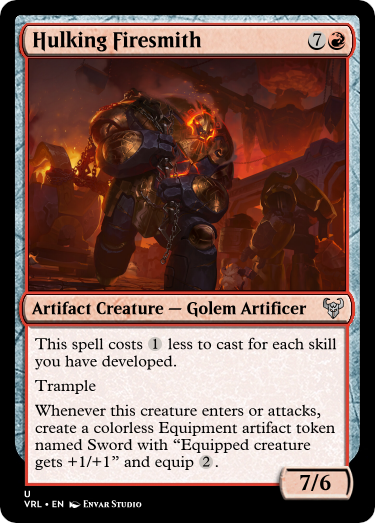 Hulking Firesmith 7
Artifact Creature — Golem Artificer
This spell costs 1 less to cast for each skill
you have developed.
Trample
Whenever this creature enters or attacks,
create a colorless Equipment artifact token
named Sword with “Equipped creature
gets +1/+1” and equip 2.
7/6
U
VRL • EN Envar Studio